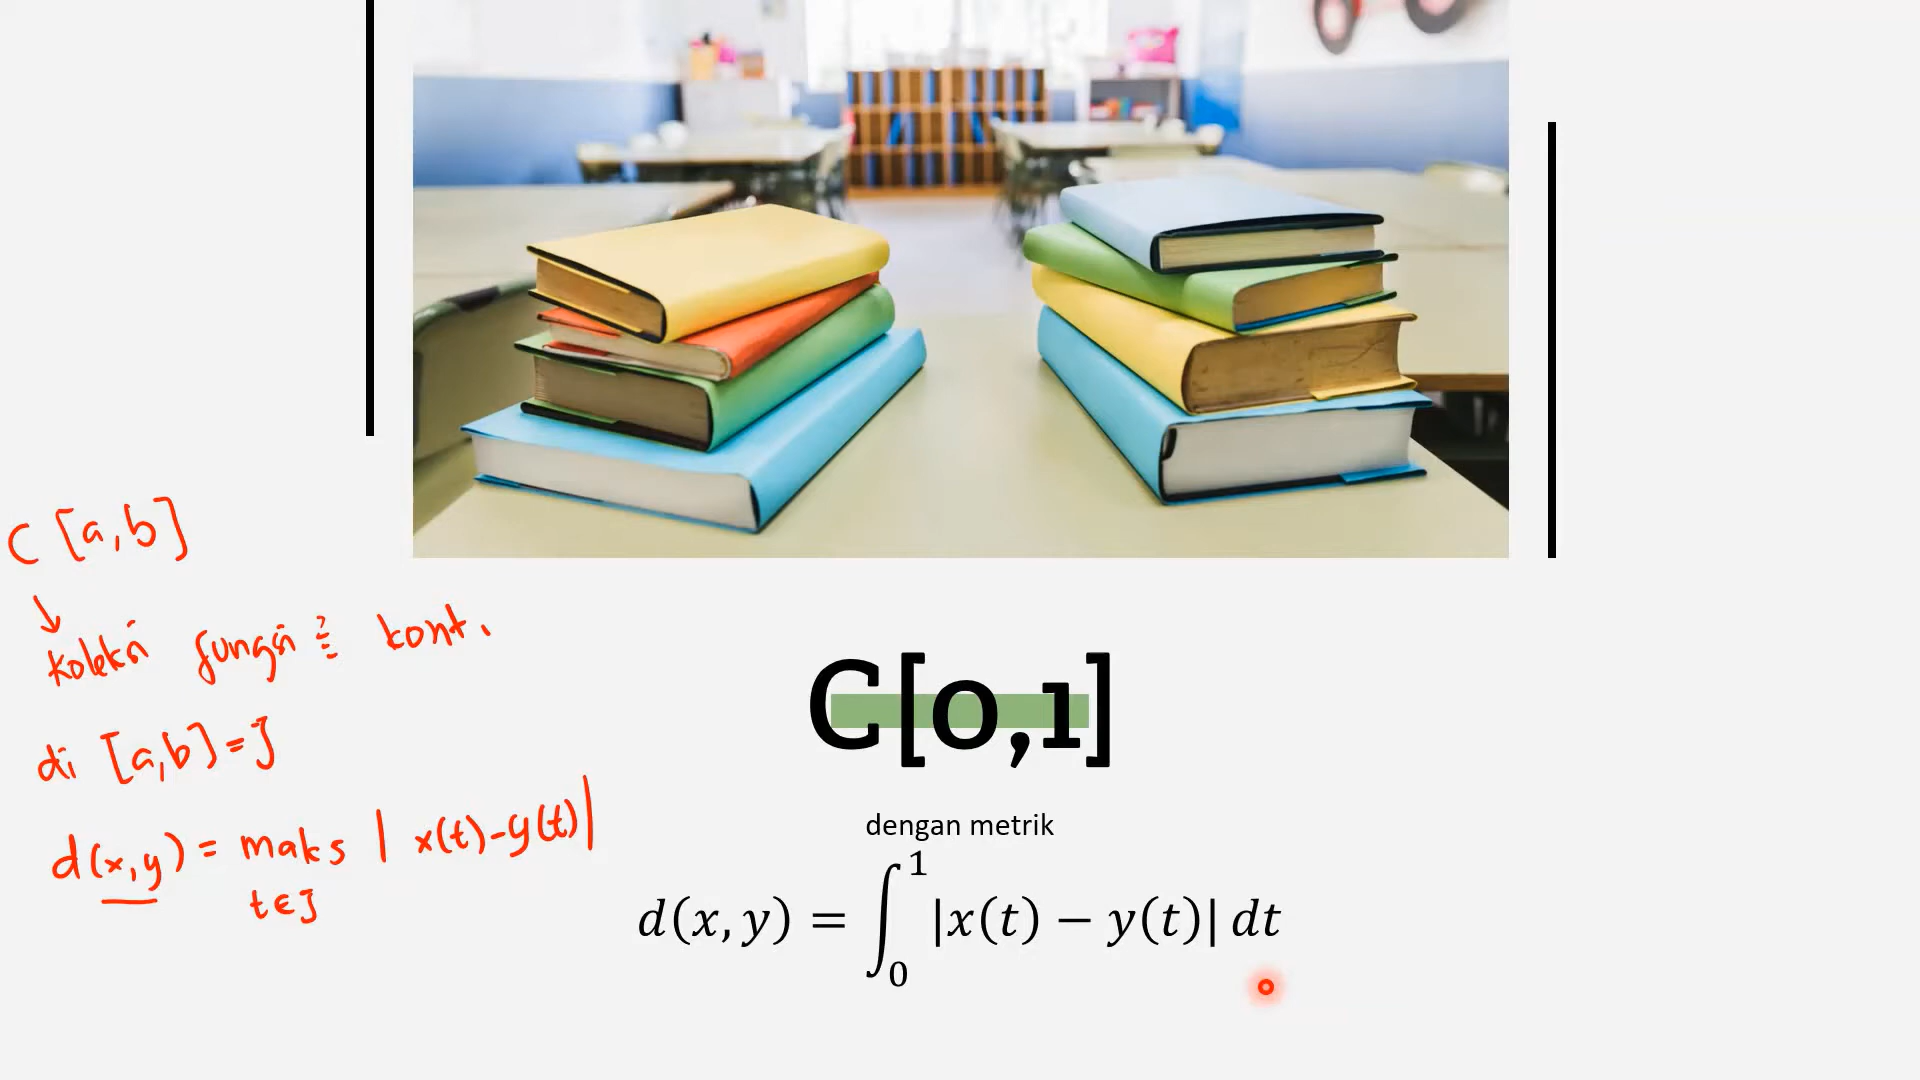 C [a,b]
↓
koleksi fungsi² kont.
di [a,b] = J
d(x,y) = maks | x(t)-y(t)|
t∈J
C[0,1]
dengan metrik
d(x, y) = ∫₀¹ |x(t) − y(t)| dt